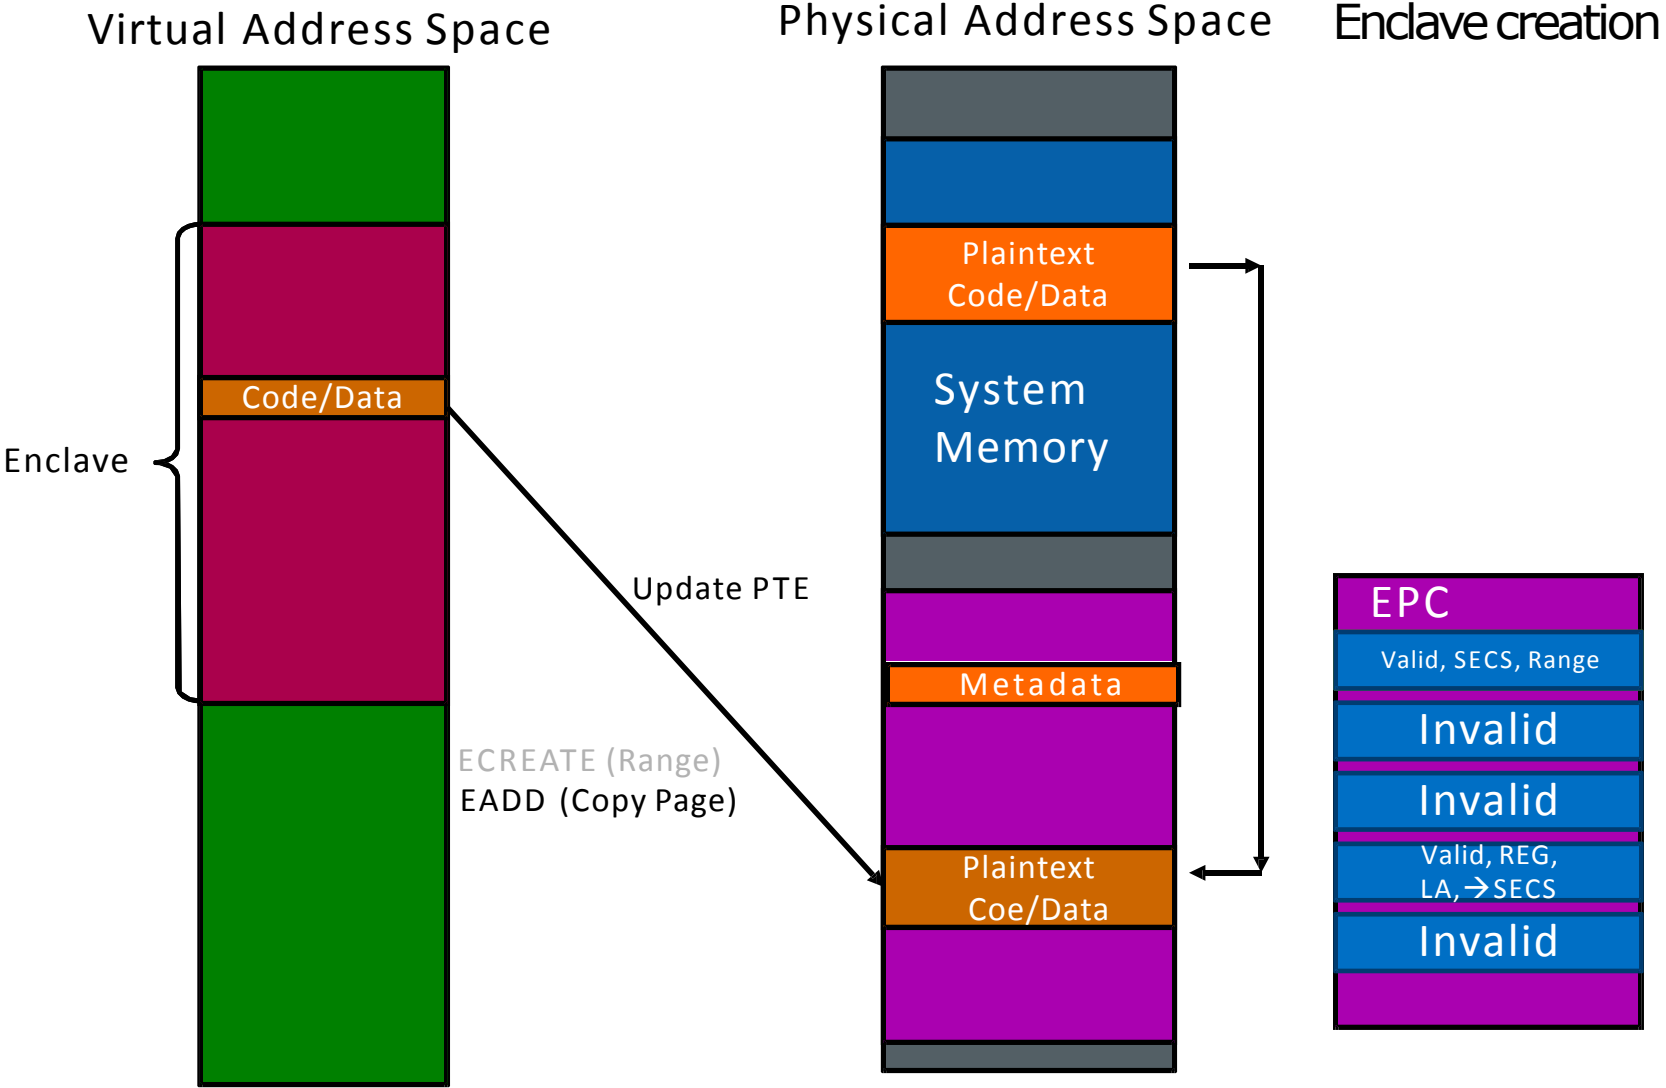 Virtual Address Space
Physical Address Space
Enclave creation
Plaintext
Code/Data
System
Memory
Code/Data
Enclave
Update PTE
Metadata
ECREATE (Range)
EADD (Copy Page)
Plaintext
Coe/Data
EPC
Valid, SECS, Range
Invalid
Invalid
Valid, REG,
LA, → SECS
Invalid